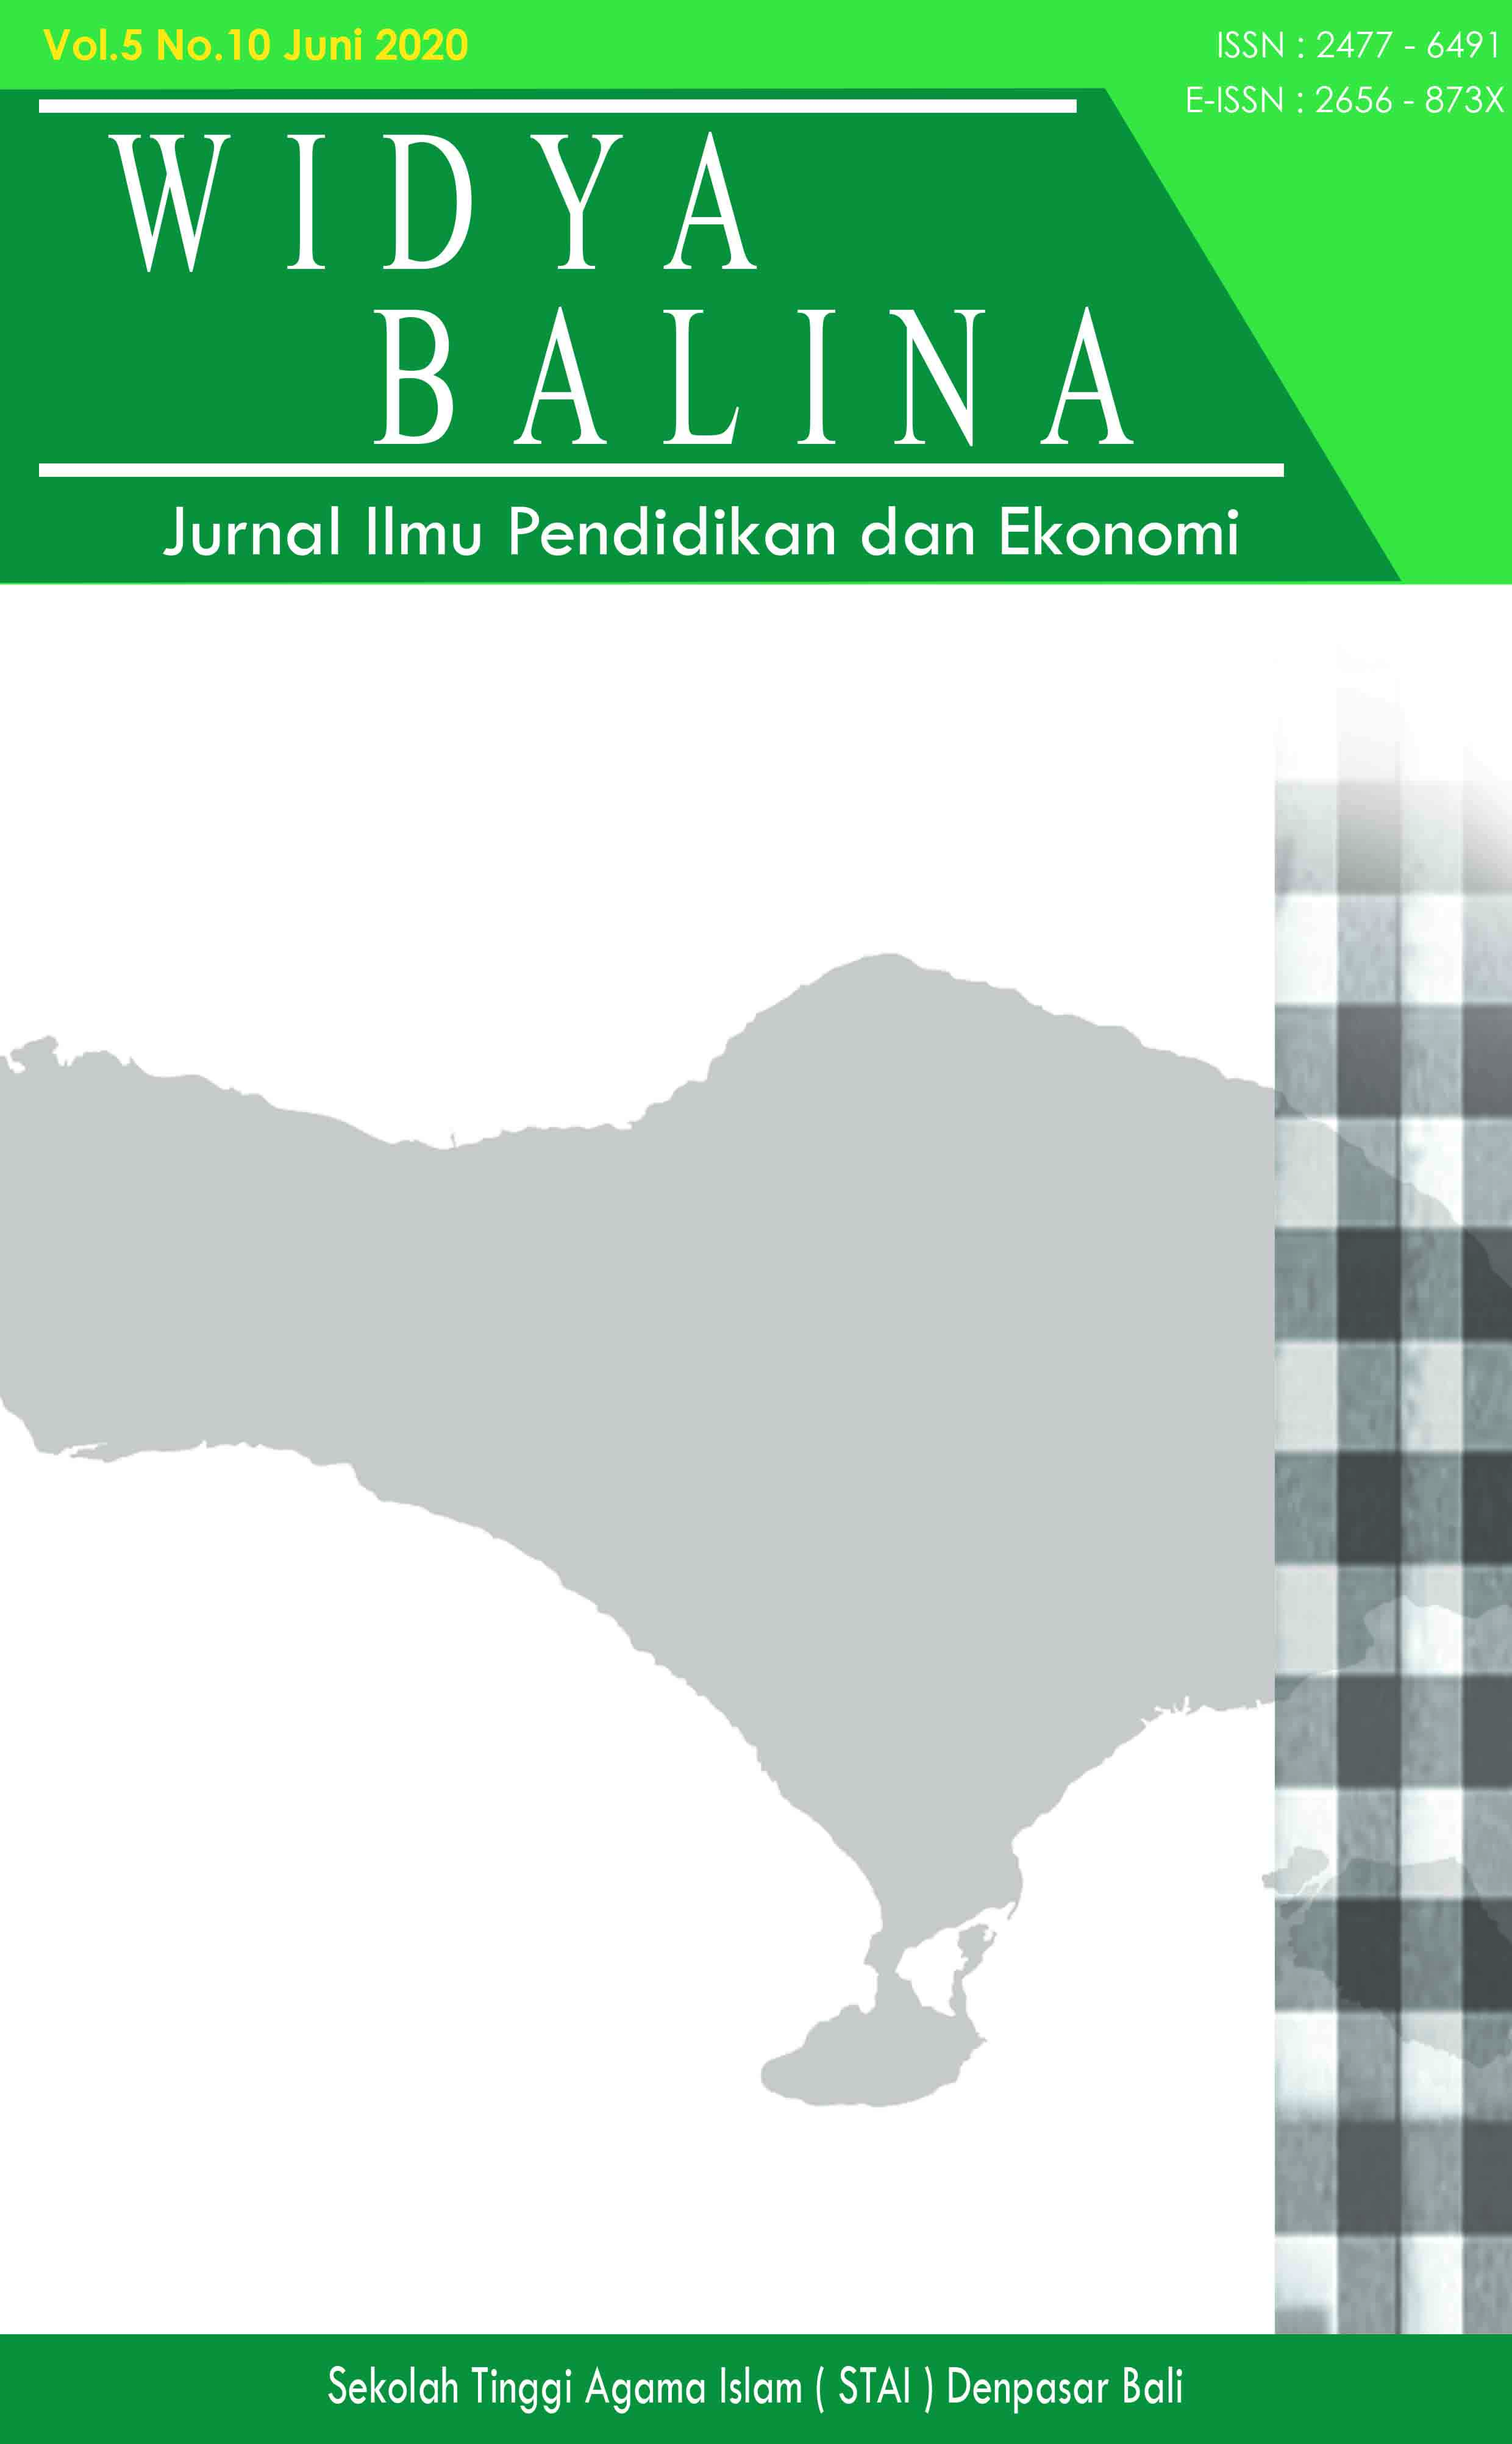 Vol.5 No.10 Juni 2020
ISSN : 2477 - 6491
E-ISSN : 2656 - 873X
WIDYA
BALINA
Jurnal Ilmu Pendidikan dan Ekonomi
Sekolah Tinggi Agama Islam ( STAI ) Denpasar Bali